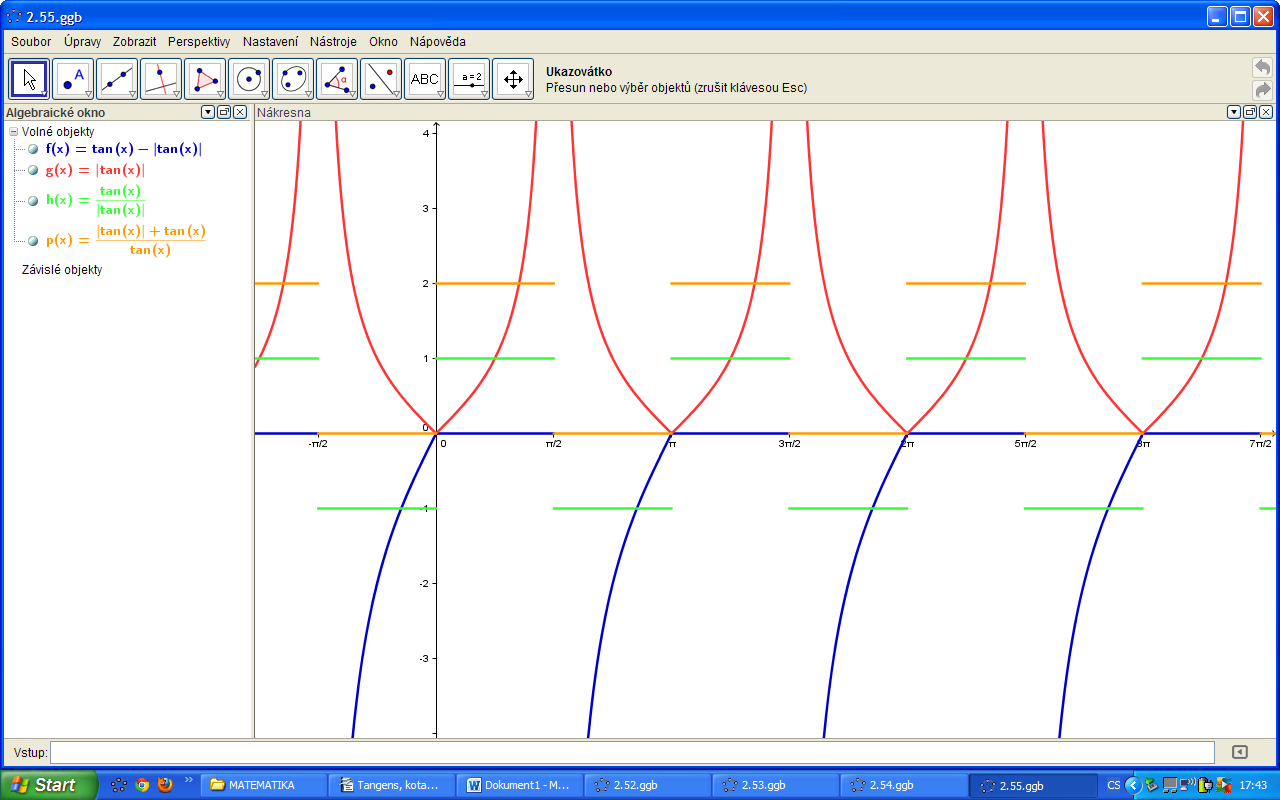 2.55.ggb
Soubor Úpravy Zobrazit Perspektivy Nastavení Nástroje Okno Nápověda
A
α
ABC
a = 2
Ukazovátko
Přesun nebo výběr objektů (zrušit klávesou Esc)
Algebraické okno
Nákresna
Volné objekty
f(x) = tan(x) − |tan(x)|
g(x) = |tan(x)|
h(x) = tan(x) / |tan(x)|
p(x) = |tan(x)| + tan(x) / tan(x)
Závislé objekty
4
3
2
1
0
-π/2 0 π/2 π 3π/2 2π 5π/2 3π 7π/2
-1
-2
-3
Vstup:
Start
»
MATEMATIKA
Tangens, kota...
Dokument1 - M...
2.52.ggb
2.53.ggb
2.54.ggb
2.55.ggb
CS
17:43